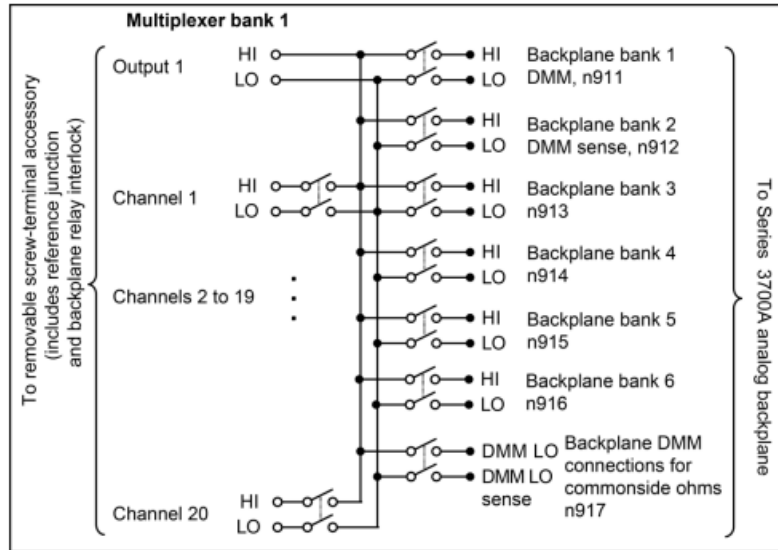 Multiplexer bank 1
To removable screw-terminal accessory
(includes reference junction
and backplane relay interlock)
Output 1
HI
LO
HI
LO
Backplane bank 1
DMM, n911
HI
LO
Backplane bank 2
DMM sense, n912
Channel 1
HI
LO
HI
LO
Backplane bank 3
n913
HI
LO
Backplane bank 4
n914
Channels 2 to 19
HI
LO
Backplane bank 5
n915
HI
LO
Backplane bank 6
n916
DMM LO
DMM LO
sense
Backplane DMM
connections for
commonside ohms
n917
Channel 20
HI
LO
To Series 3700A analog backplane